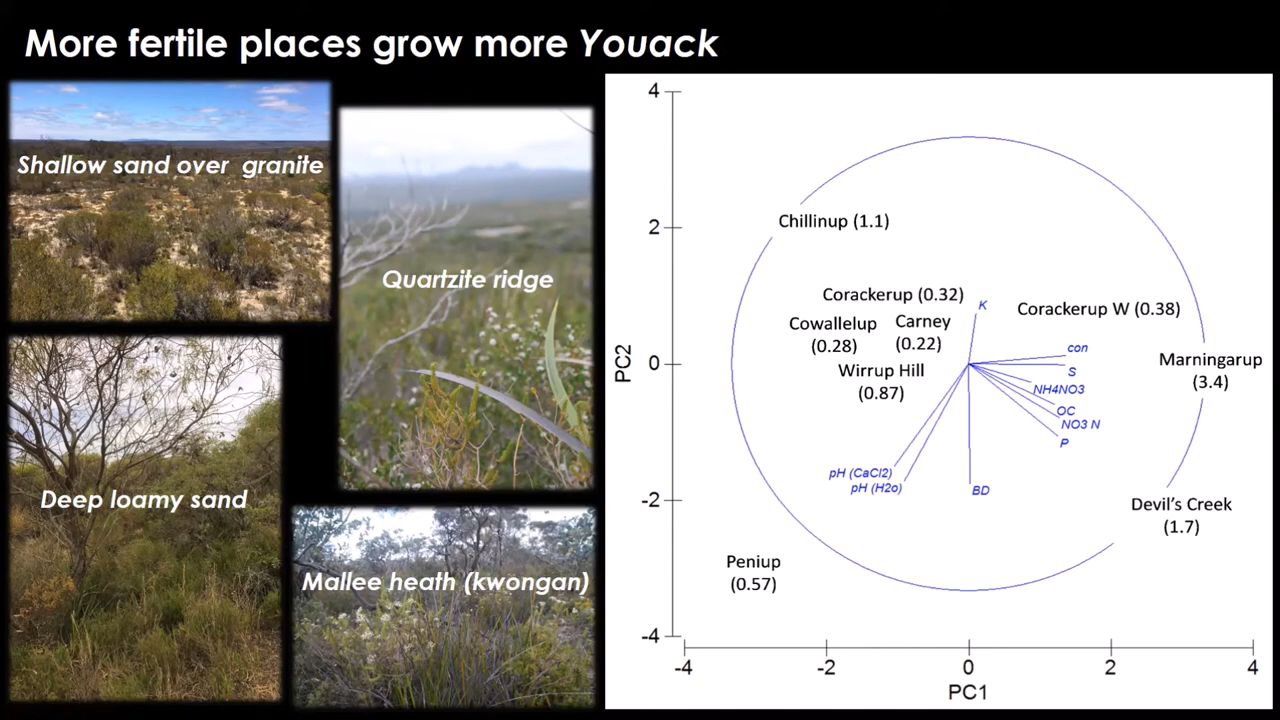 More fertile places grow more Youack
Shallow sand over granite
Quartzite ridge
Deep loamy sand
Mallee heath (kwongan)
4
2
0
-2
-4
PC2
Chillinup (1.1)
Corackerup (0.32)
K
Corackerup W (0.38)
Cowallelup
(0.28)
Carney
(0.22)
con
Marningarup
(3.4)
S
Wirrup Hill
(0.87)
NH4NO3
OC
NO3 N
P
pH (CaCl2)
pH (H2o)
BD
Devil's Creek
(1.7)
Peniup
(0.57)
-4
-2
0
2
4
PC1